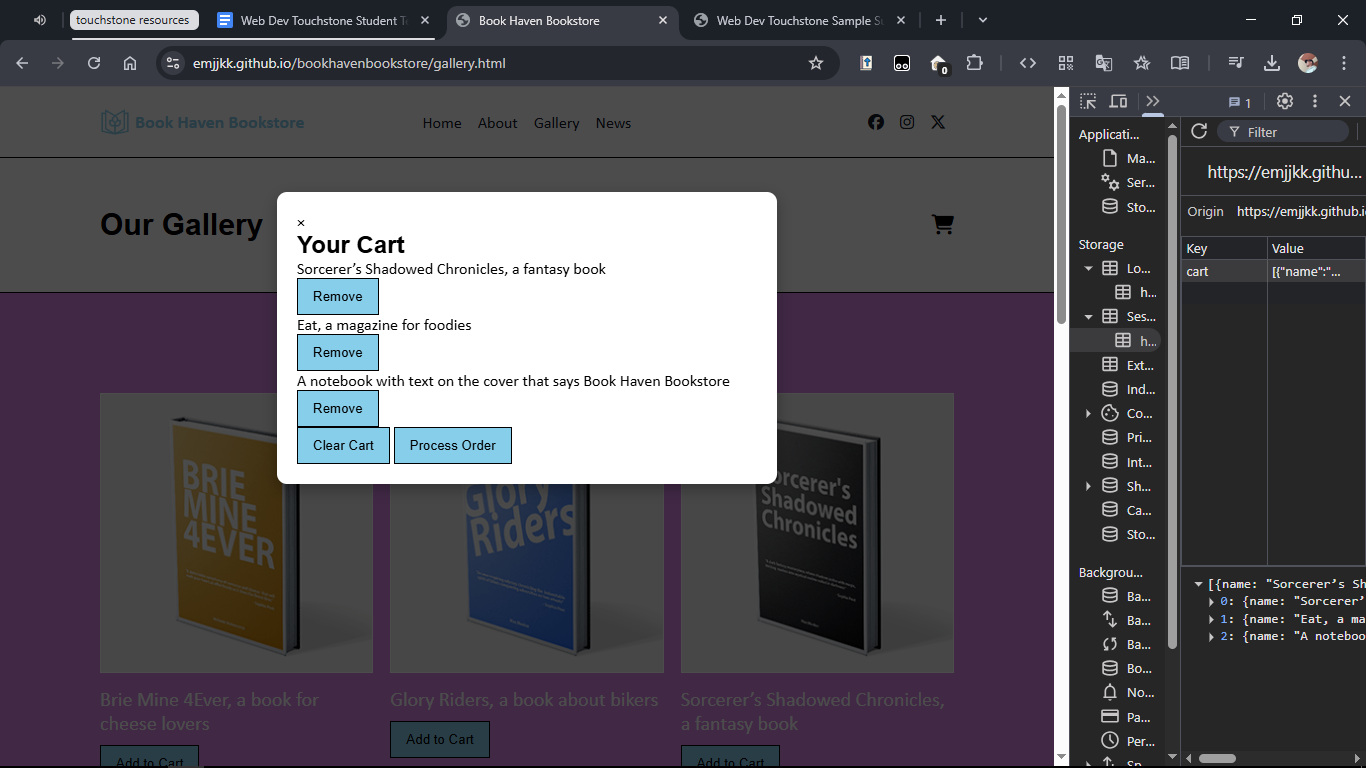 touchstone resources
Web Dev Touchstone Student T
Book Haven Bookstore
Web Dev Touchstone Sample Su
emjjkk.github.io/bookhavenbookstore/gallery.html
0
1
Book Haven Bookstore
Home
About
Gallery
News
Our Gallery
×
Your Cart
Sorcerer’s Shadowed Chronicles, a fantasy book
Remove
Eat, a magazine for foodies
Remove
A notebook with text on the cover that says Book Haven Bookstore
Remove
Clear Cart
Process Order
BRIE
MINE
4EVER
Glory
Riders
Sorcerer's
Shadowed
Chronicles
Brie Mine 4Ever, a book for
cheese lovers
Add to Cart
Glory Riders, a book about bikers
Add to Cart
Sorcerer’s Shadowed Chronicles,
a fantasy book
Add to Cart
Applicati...
Ma...
Ser...
Sto...
Storage
Lo...
h...
Ses...
h...
Ext...
Ind...
Co...
Pri...
Int...
Sh...
Ca...
Sto...
Backgrou...
Ba...
Ba...
Ba...
Bo...
No...
Pa...
Per...
Sp...
Filter
https://emjjkk.githu...
Origin
https://emjjkk.github.io
Key
Value
cart
[{"name":"...
[{name: "Sorcerer’s Sh
0: {name: "Sorcerer’
1: {name: "Eat, a ma
2: {name: "A noteboo